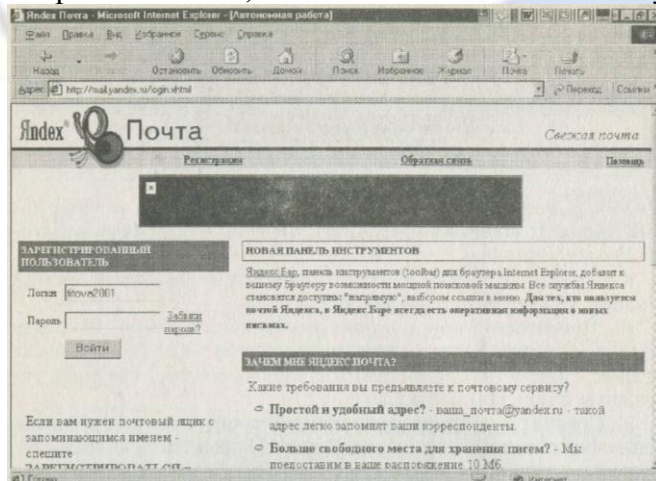 Яndex Почта - Microsoft Internet Explorer - [Автономная работа]
Файл Правка Вид Избранное Сервис Справка
Назад Остановить Обновить Домой Поиск Избранное Журнал Почта Печать
Адрес http://mail.yandex.ru/login.xhtml Переход Ссылки
Яndex Почта
Свежая почта
Регистрация Обратная связь Помощь
ЗАРЕГИСТРИРОВАННЫЙ
ПОЛЬЗОВАТЕЛЬ
Логин titova2001
Пароль Забыли
пароль?
Войти
Если вам нужен почтовый ящик с
запоминающимся именем -
спешите
ЗАРЕГИСТРИРОВАТЬСЯ
НОВАЯ ПАНЕЛЬ ИНСТРУМЕНТОВ
Яндекс.Бар, панель инструментов (toolbar) для браузера Internet Explorer, добавит к
вашему браузеру возможности мощной поисковой машины. Все службы Яндекса
становятся доступны "напрямую", выбором ссылки в меню. Для тех, кто пользуется
почтой Яндекса, в Яндекс.Баре всегда есть оперативная информация о новых
письмах.
ЗАЧЕМ МНЕ ЯНДЕКС.ПОЧТА?
Какие требования вы предъявляете к почтовому сервису?
Простой и удобный адрес? - ваша_почта@yandex.ru - такой
адрес легко запомнят ваши корреспонденты.
Больше свободного места для хранения писем? - Мы
предоставим в ваше распоряжение 10 Мб.
Готово Интернет